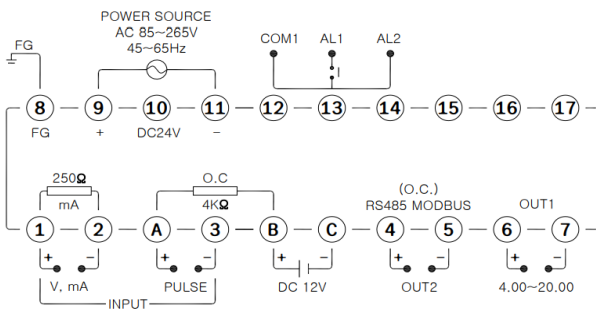 POWER SOURCE
AC 85~265V
45~65Hz
FG
COM1 AL1 AL2
8 9 10 11 12 13 14 15 16 17
FG + DC24V −
250Ω O.C (O.C.)
mA 4KΩ RS485 MODBUS OUT1
1 2 A 3 B C 4 5 6 7
+ − + − + − + − + −
V, mA PULSE DC 12V OUT2 4.00~20.00
INPUT